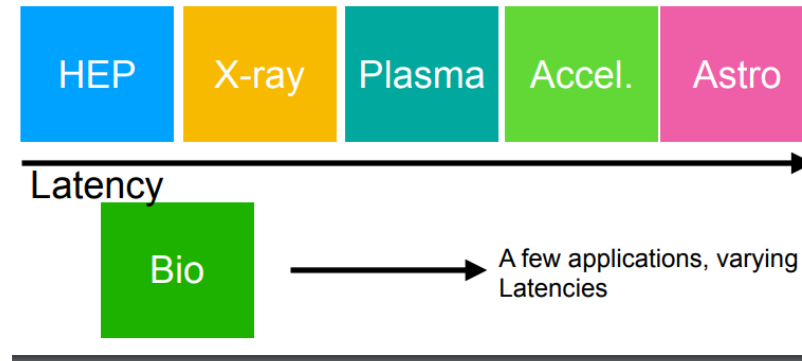 HEP X-ray Plasma Accel. Astro
Latency
Bio
A few applications, varying
Latencies